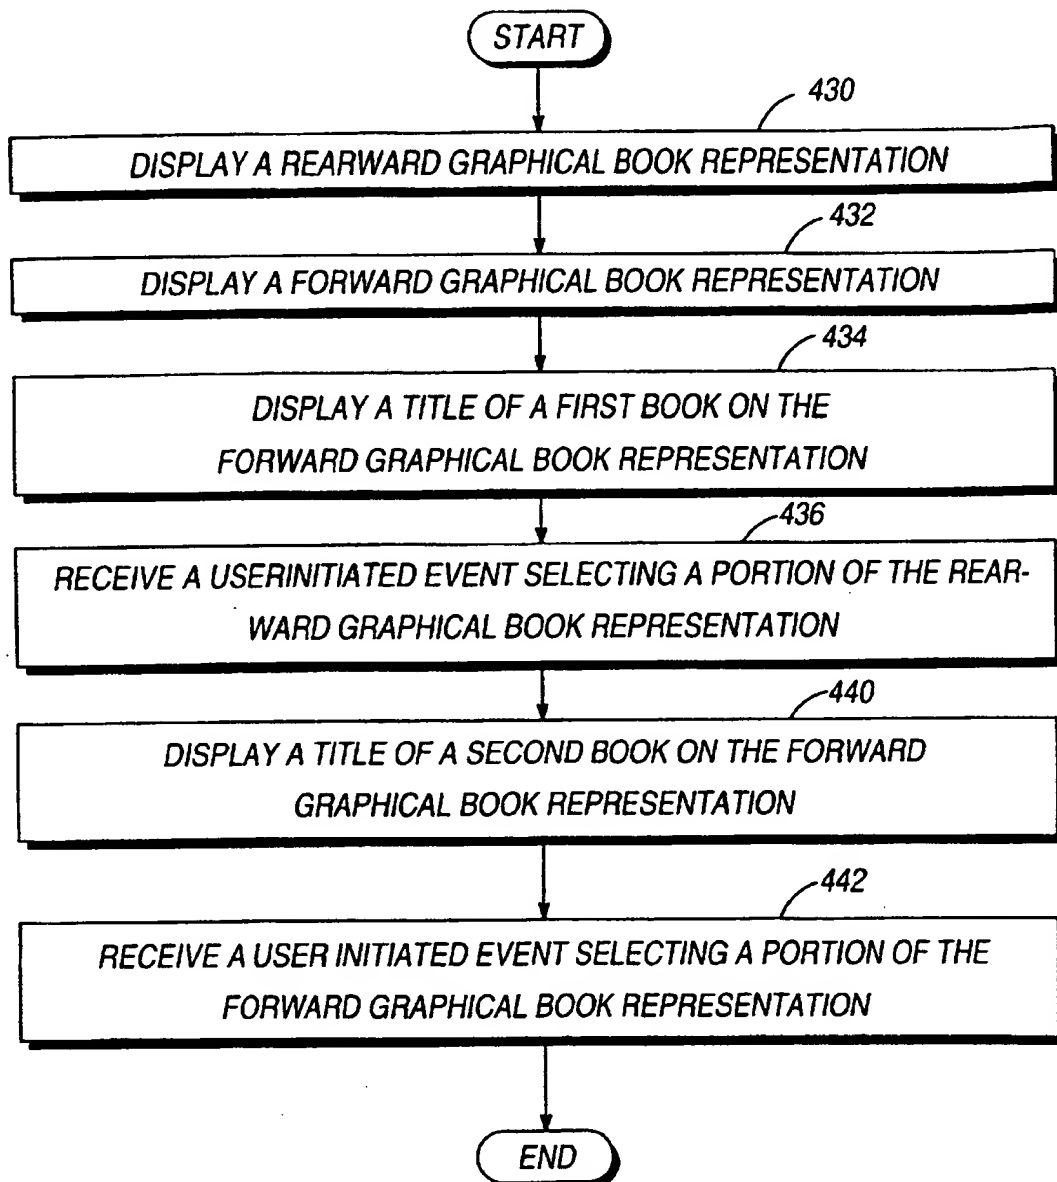 START
430
DISPLAY A REARWARD GRAPHICAL BOOK REPRESENTATION
432
DISPLAY A FORWARD GRAPHICAL BOOK REPRESENTATION
434
DISPLAY A TITLE OF A FIRST BOOK ON THE
FORWARD GRAPHICAL BOOK REPRESENTATION
436
RECEIVE A USERINITIATED EVENT SELECTING A PORTION OF THE REAR-
WARD GRAPHICAL BOOK REPRESENTATION
440
DISPLAY A TITLE OF A SECOND BOOK ON THE FORWARD
GRAPHICAL BOOK REPRESENTATION
442
RECEIVE A USER INITIATED EVENT SELECTING A PORTION OF THE
FORWARD GRAPHICAL BOOK REPRESENTATION
END